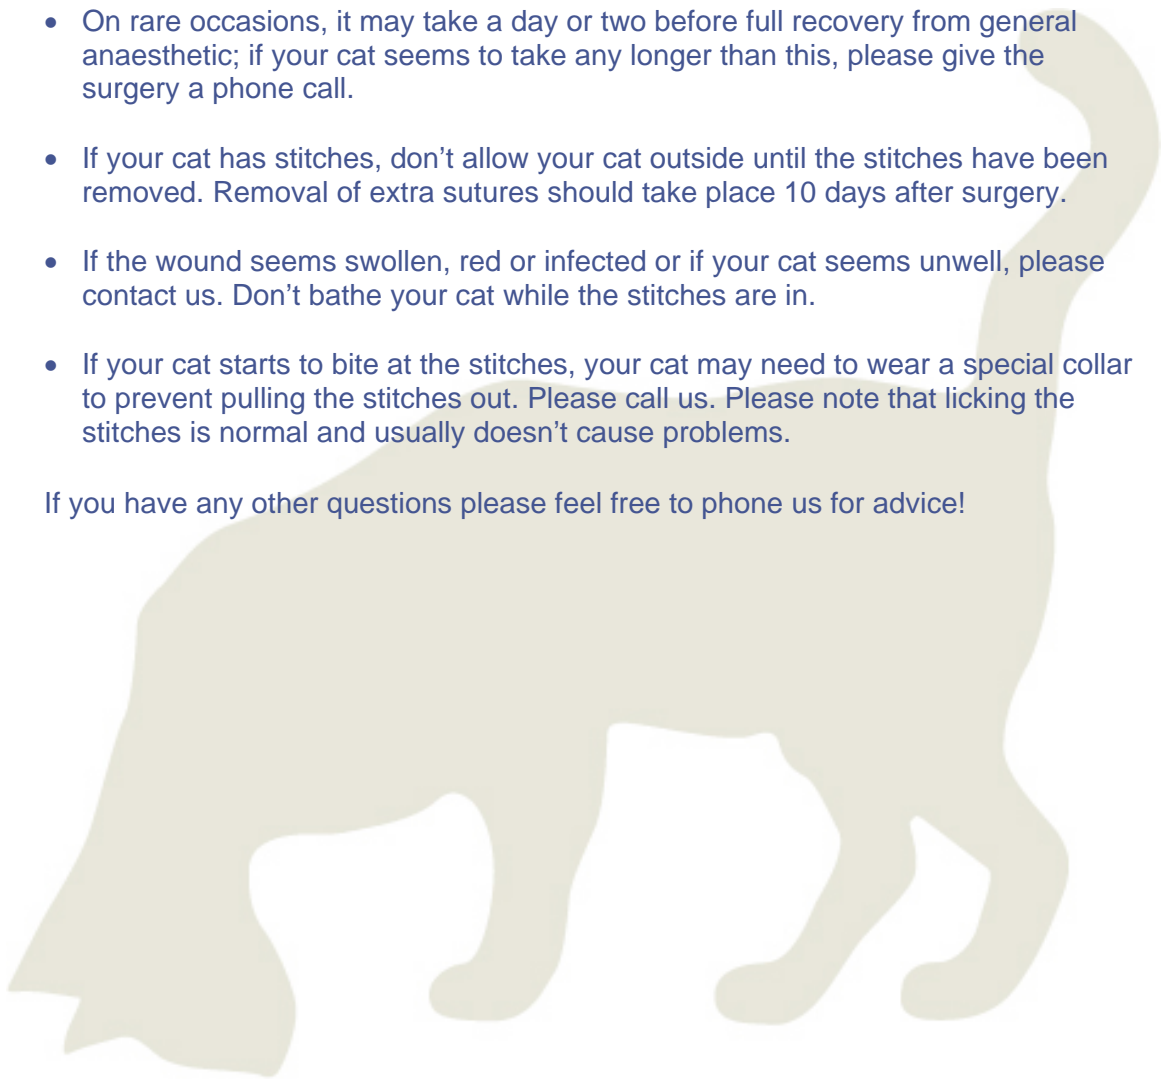 • On rare occasions, it may take a day or two before full recovery from general
anaesthetic; if your cat seems to take any longer than this, please give the
surgery a phone call.
• If your cat has stitches, don’t allow your cat outside until the stitches have been
removed. Removal of extra sutures should take place 10 days after surgery.
• If the wound seems swollen, red or infected or if your cat seems unwell, please
contact us. Don’t bathe your cat while the stitches are in.
• If your cat starts to bite at the stitches, your cat may need to wear a special collar
to prevent pulling the stitches out. Please call us. Please note that licking the
stitches is normal and usually doesn’t cause problems.
If you have any other questions please feel free to phone us for advice!